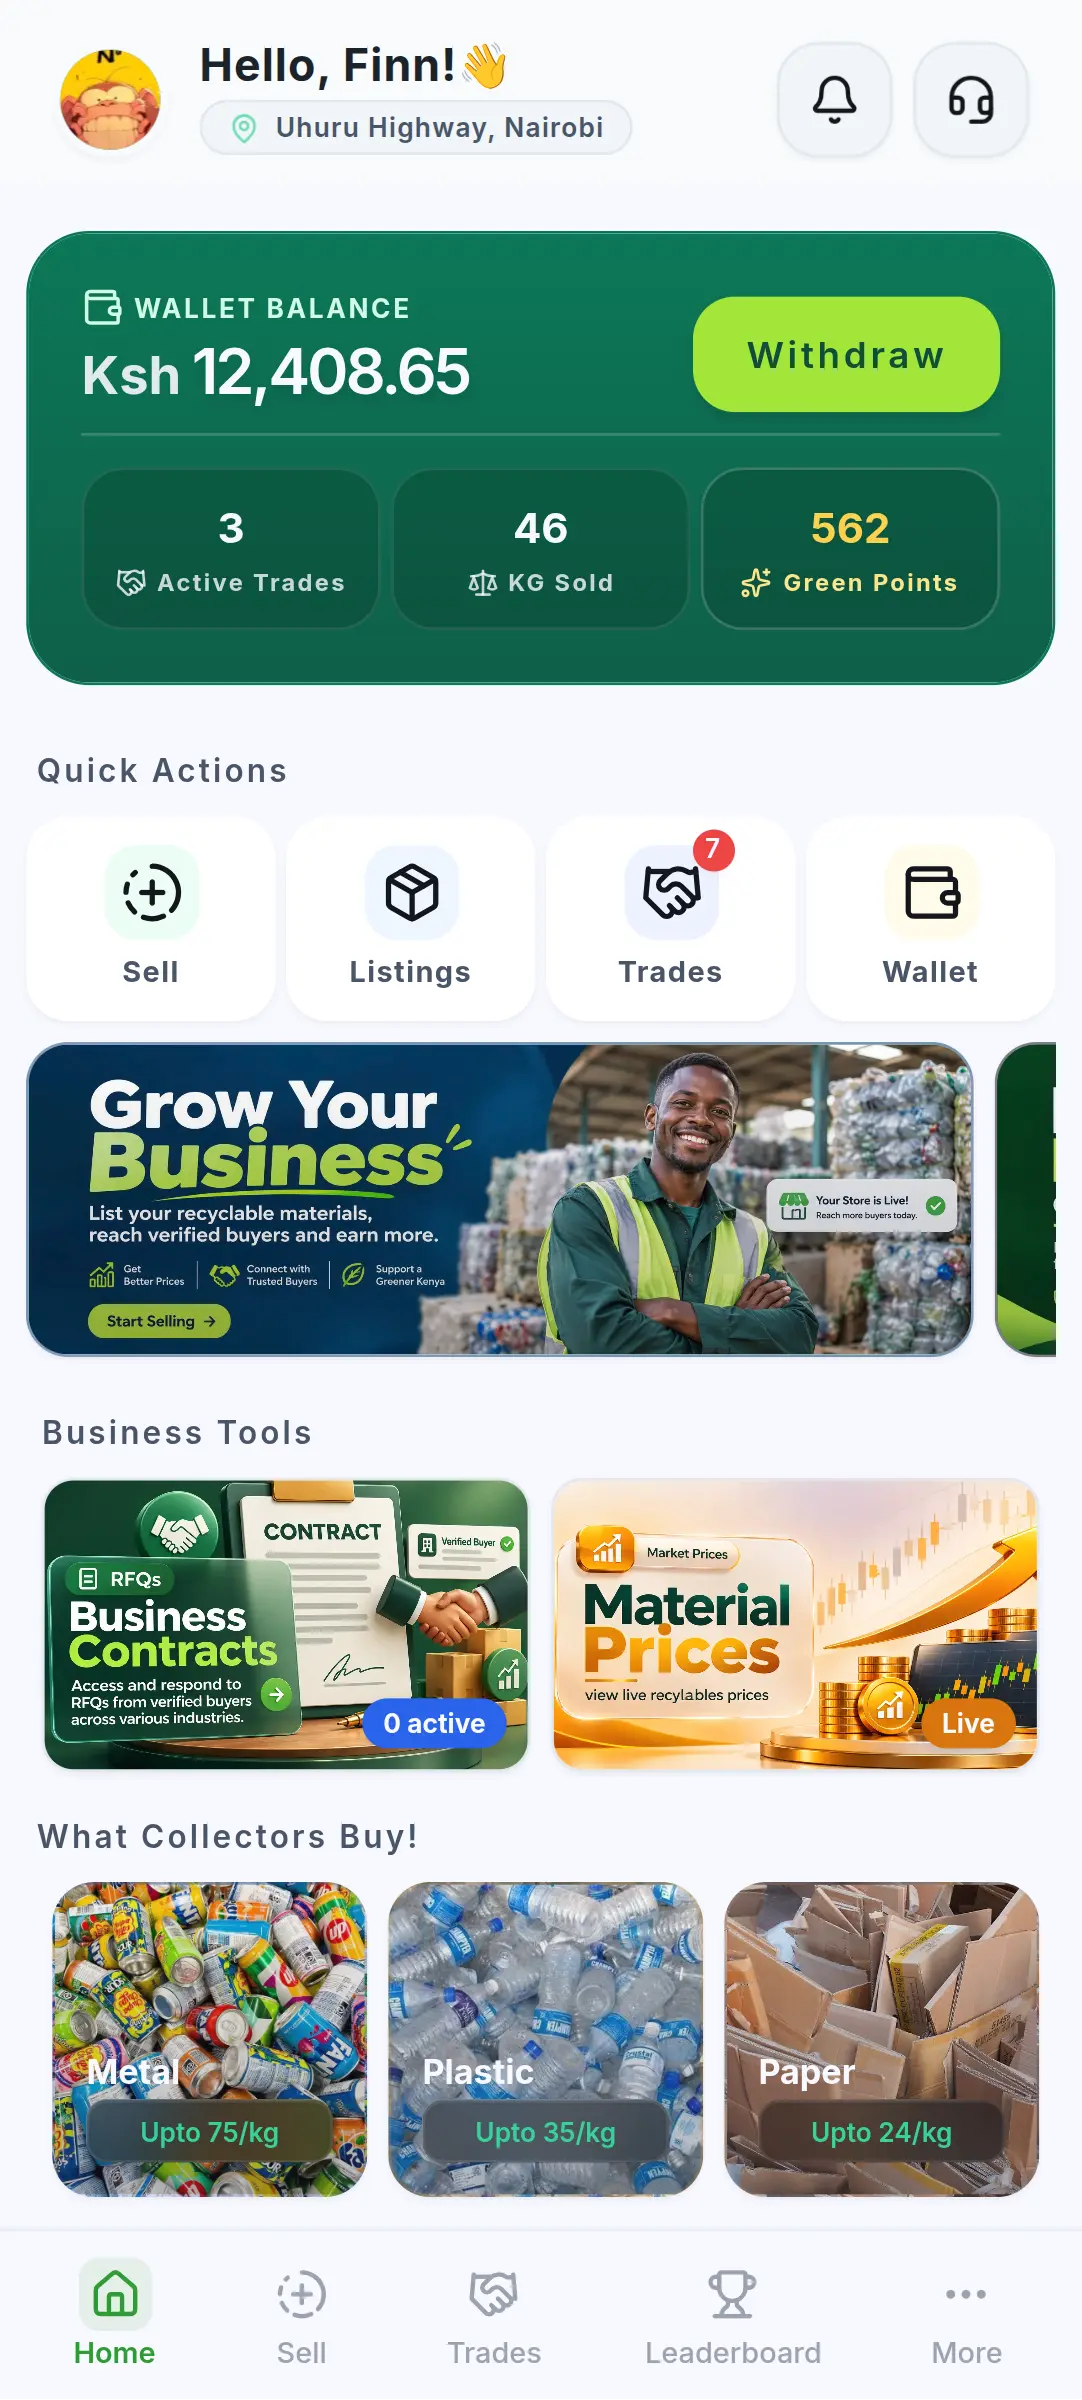 Hello, Finn!👋
Uhuru Highway, Nairobi
WALLET BALANCE
Ksh 12,408.65
Withdraw
3
Active Trades
46
KG Sold
562
Green Points
Quick Actions
Sell
Listings
7
Trades
Wallet
Grow Your
Business
List your recyclable materials,
reach verified buyers and earn more.
Get
Better Prices
Connect with
Trusted Buyers
Support a
Greener Kenya
Start Selling →
Your Store is Live!
Reach more buyers today.
Business Tools
CONTRACT
Verified Buyer
RFQs
Business
Contracts
Access and respond to
RFQs from verified buyers
across various industries.
0 active
Market Prices
Material
Prices
view live recylables prices
Live
What Collectors Buy!
Metal
Upto 75/kg
Plastic
Upto 35/kg
Paper
Upto 24/kg
Home
Sell
Trades
Leaderboard
More